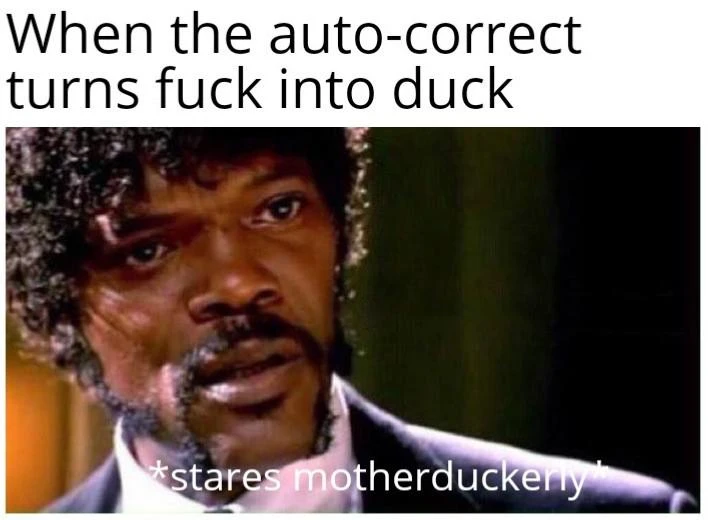 When the auto-correct
turns fuck into duck
*stares motherduckerly*